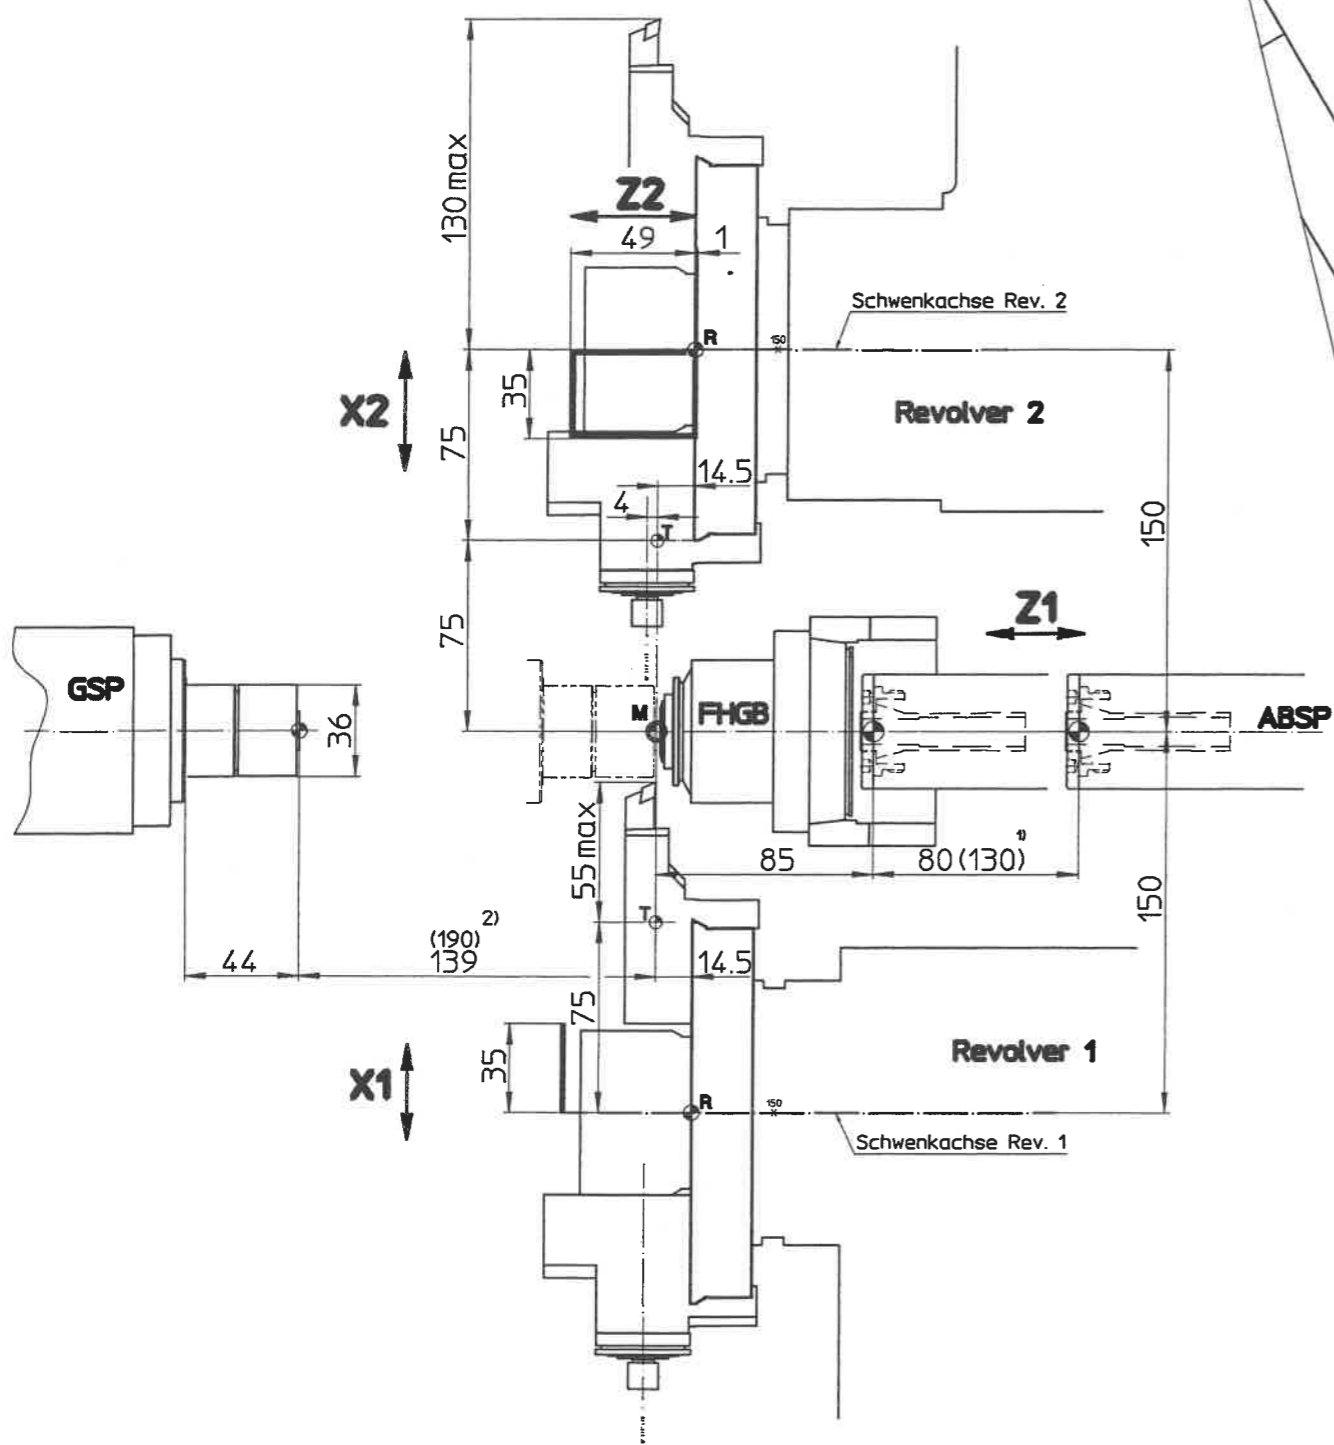 130 max
Z2
49
1
Schwenkachse Rev. 2
R
150
X2
35
Revolver 2
75
14.5
4
T
150
75
Z1
GSP
36
M
FHGB
ABSP
55 max
85
80 (130) 1)
T
2)
(190)
44
139
14.5
150
75
35
Revolver 1
X1
R
150
Schwenkachse Rev. 1